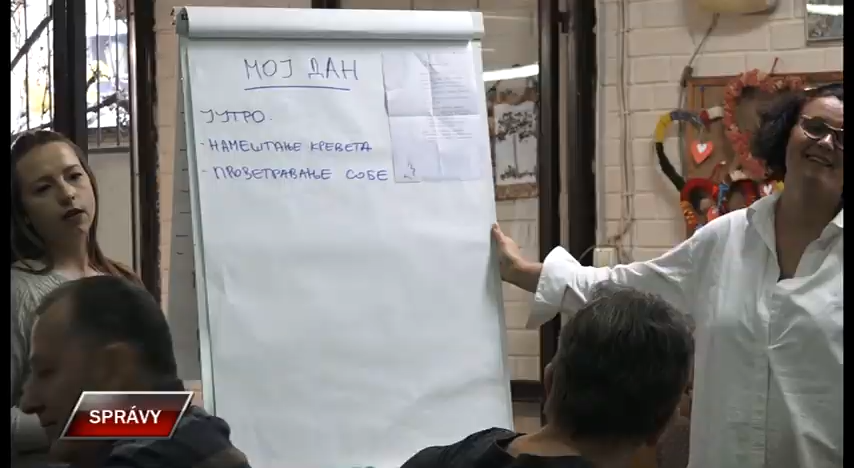 МОЈ ДАН
ЈУТРО.
- НАМЕШТАЊЕ КРЕВЕТА
- ПРОВЕТРАВАЊЕ СОБЕ
SPRÁVY